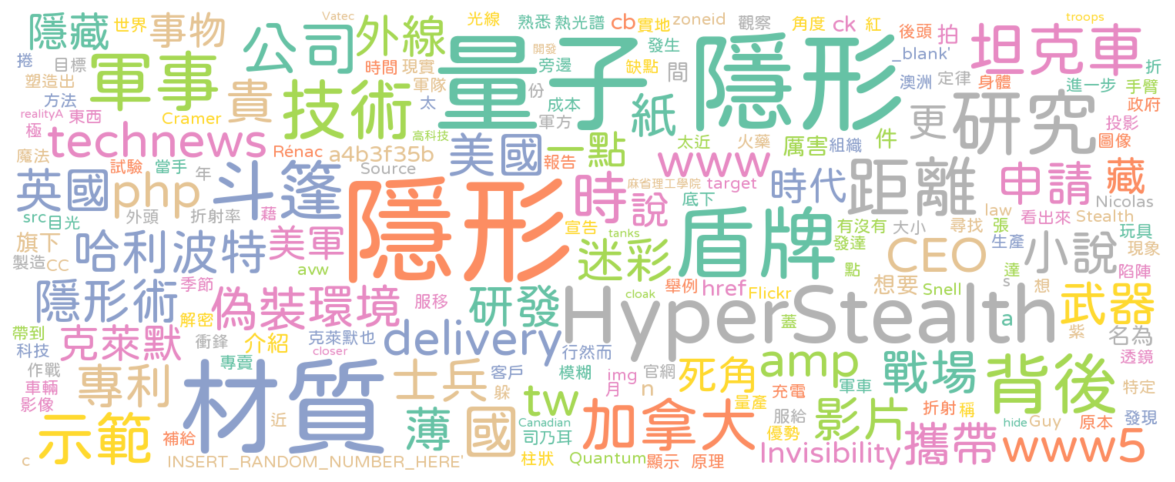 Vatec
光線
熟悉 熱光譜 cb 實地 zoneid 觀察 角度 ck 紅 後頭 拍 troops
隱藏 世界 事物 公司 外線 量子 隱形 坦克車
開發 發生 旁邊 缺點 間 _blank' 折
捲 目標 軍事 貴 技術 時間 現實 軍隊 太 份 成本 軍方 紙 澳洲 定律 身體 進一步 手臂 政府
塑造出 方法 更 研究 投影
realityA 東西 Cramer 高科技
極 technews Rénac a4b3f35b 美國 一點 太近 火藥 厲害 組織 件 圖像
魔法 試驗 當手 Source 報告 www 距離 申請 藏
英國 php 年 斗篷 隱形 時 說 麻省理工學院 target 時代 Nicolas
src 目光 外頭 折射率 藉 底下 有沒有 大小 尋找 law 張 看出來 Stealth
旗下 宣告 tanks 盾牌 發達 生產 玩具
製造 cc 哈利波特 美軍 avw 迷彩 點 CEO 小說 達 現象
季節 偽裝環境 服移 舉例 href Flickr 想要 Snell s 陷陣
隱形術 研發 cloak HyperStealth 蓋 a 想 紫 武器
帶到 解密 衝鋒 克萊默也 delivery 行然而 名為
科技 克萊默 介紹 closer 模糊 官網 amp 戰場 背後 透鏡
作戰 專賣 客戶 img 死角 軍車 特定
車輛 專利 材質 士兵 躲 月 n 充電 量產 折射 稱 發現
影像 tw 加拿大 服給 影片 hide Guy 原本
示範 近 薄 國 Canadian 優勢
補給 司乃耳 攜帶 www5
c INSERT_RANDOM_NUMBER_HERE' 柱狀 Quantum 顯示 原理 Invisibility